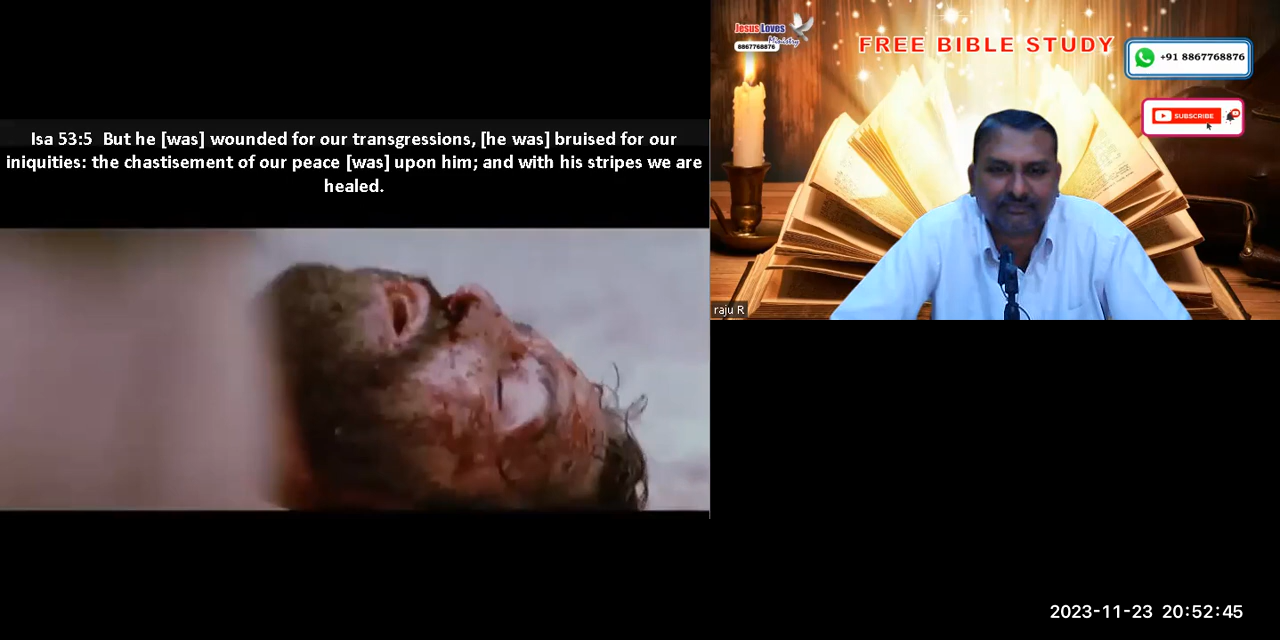 Isa 53:5 But he [was] wounded for our transgressions, [he was] bruised for our
iniquities: the chastisement of our peace [was] upon him; and with his stripes we are
healed.
Jesus Loves
Ministry
8867768876
FREE BIBLE STUDY
+91 8867768876
SUBSCRIBE
raju R
2023-11-23 20:52:45